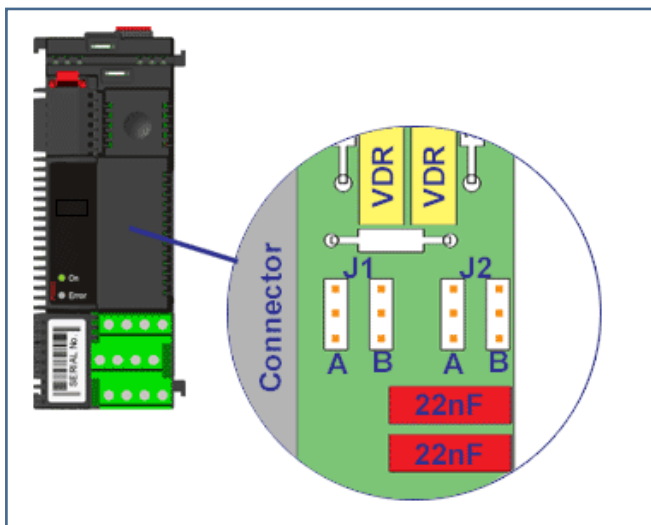 On
Error
SERIAL No.
Connector
VDR
VDR
J1
J2
A
B
A
B
22nF
22nF